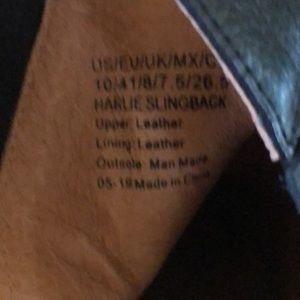 US/EU/UK/MX/C
10/41/8/7.5/26.5
HARLIE SLINGBACK
Upper: Leather
Lining: Leather
Outsole: Man Made
05-19 Made in